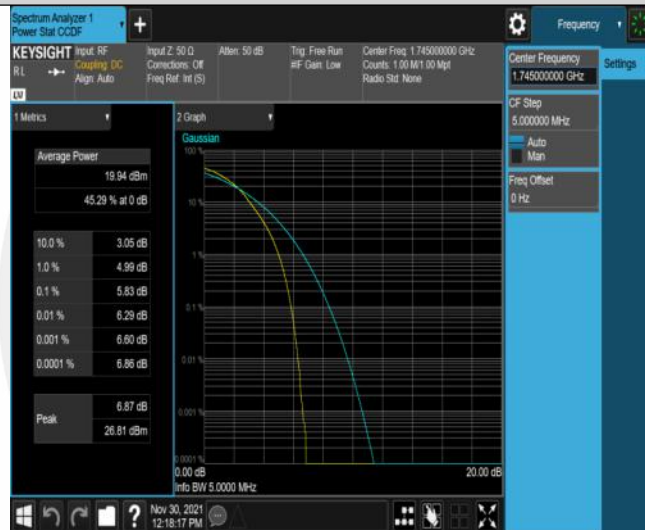 Spectrum Analyzer 1
Power Stat CCDF
Frequency
KEYSIGHT
RL
LVI
Input: RF
Coupling: DC
Align: Auto
Input Z: 50 Ω
Corrections: Off
Freq Ref: Int (S)
Atten: 50 dB
Trig: Free Run
#IF Gain: Low
Center Freq: 1.745000000 GHz
Counts: 1.00 M/1.00 Mpt
Radio Std: None
Center Frequency
1.745000000 GHz
Settings
CF Step
5.000000 MHz
Auto
Man
Freq Offset
0 Hz
1 Metrics
Average Power
19.94 dBm
45.29 % at 0 dB
10.0 % 3.05 dB
1.0 % 4.99 dB
0.1 % 5.83 dB
0.01 % 6.29 dB
0.001 % 6.60 dB
0.0001 % 6.86 dB
Peak 6.87 dB
26.81 dBm
2 Graph
Gaussian
100 %
10 %
1 %
0.1 %
0.01 %
0.001 %
0.0001 %
0.00 dB 20.00 dB
Info BW 5.0000 MHz
Nov 30, 2021
12:18:17 PM